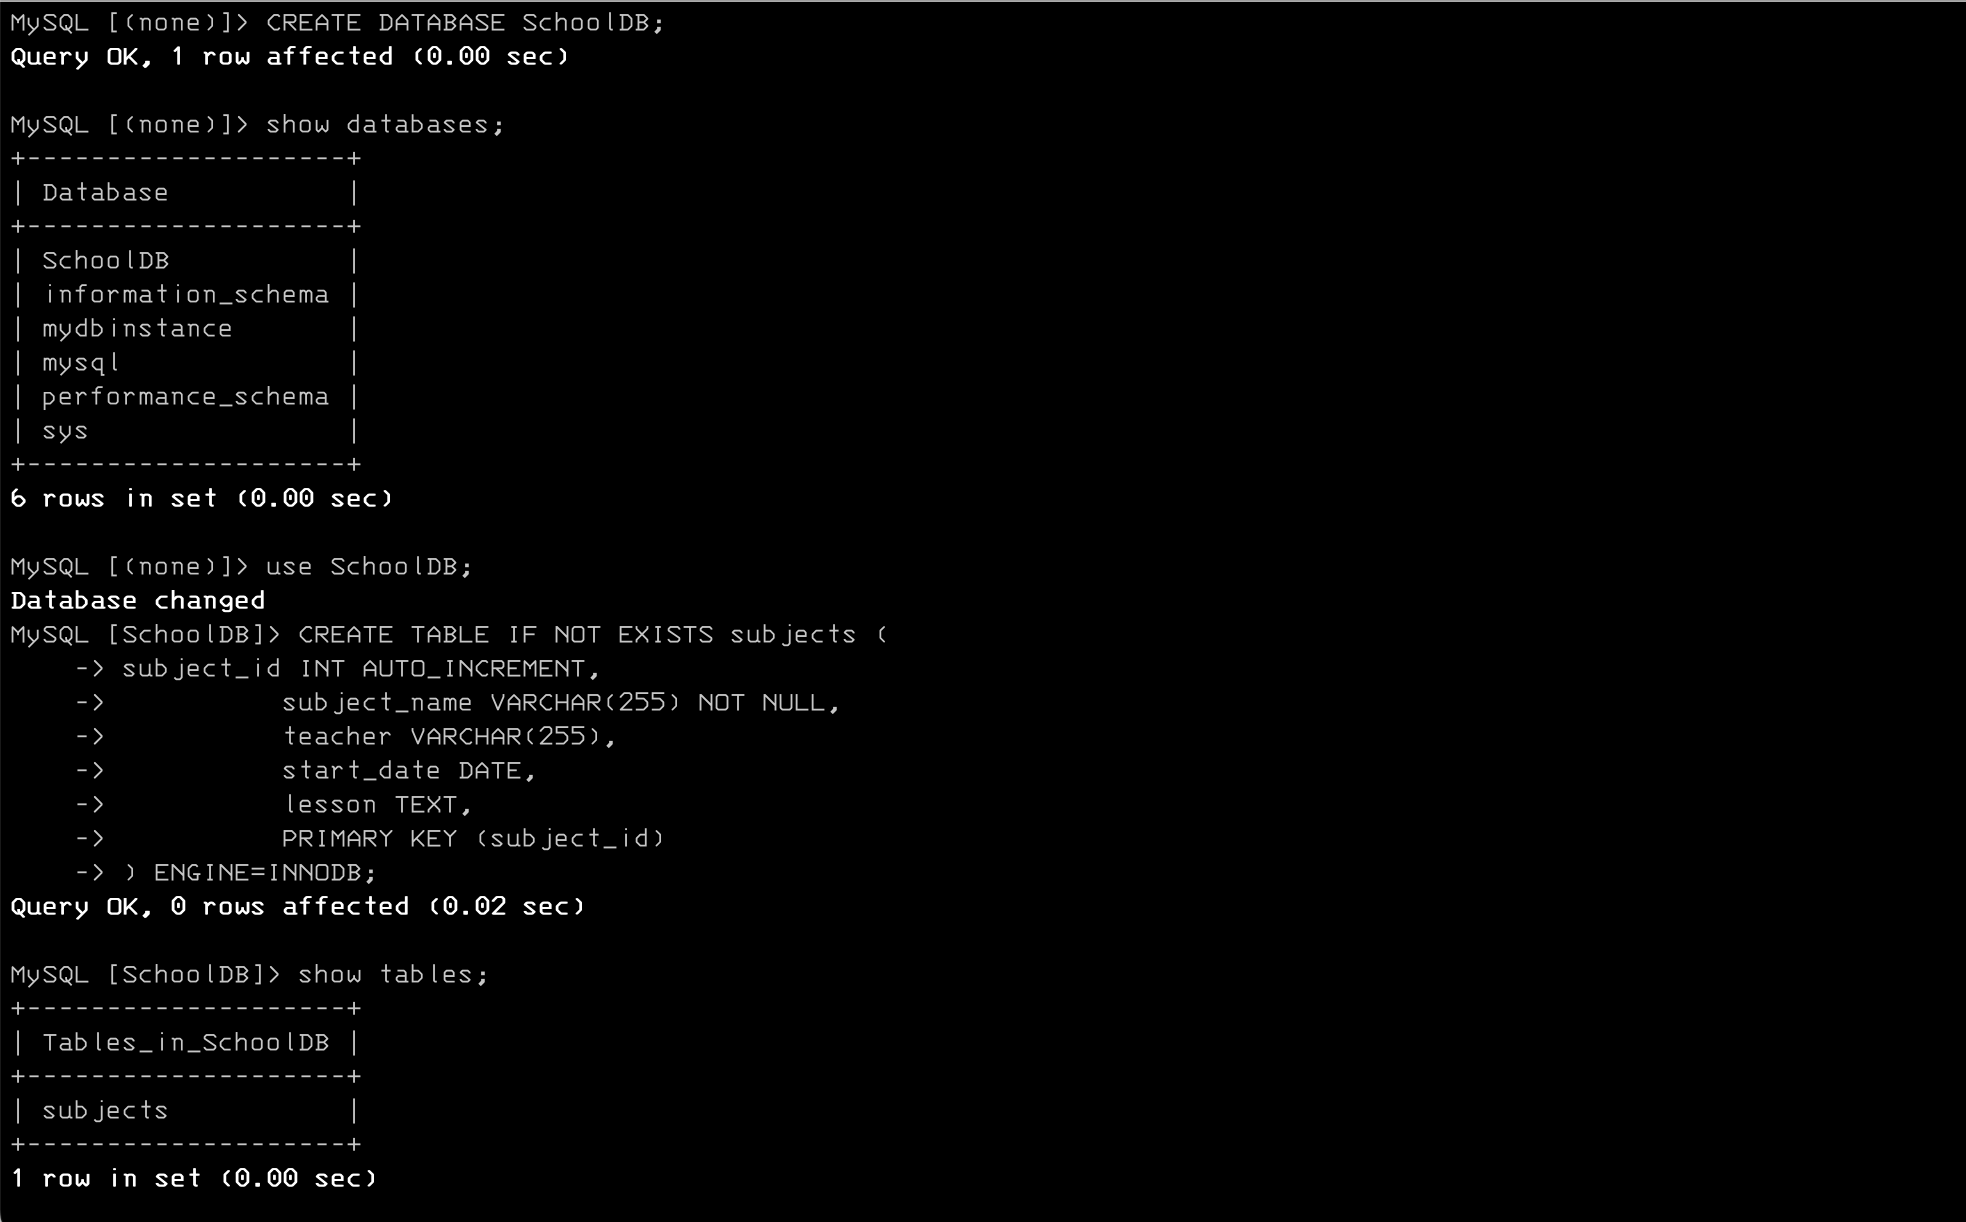 MySQL [(none)]> CREATE DATABASE SchoolDB;
Query OK, 1 row affected (0.00 sec)

MySQL [(none)]> show databases;
+--------------------+
| Database           |
+--------------------+
| SchoolDB           |
| information_schema |
| mydbinstance       |
| mysql              |
| performance_schema |
| sys                |
+--------------------+
6 rows in set (0.00 sec)

MySQL [(none)]> use SchoolDB;
Database changed
MySQL [SchoolDB]> CREATE TABLE IF NOT EXISTS subjects (
    -> subject_id INT AUTO_INCREMENT,
    ->           subject_name VARCHAR(255) NOT NULL,
    ->           teacher VARCHAR(255),
    ->           start_date DATE,
    ->           lesson TEXT,
    ->           PRIMARY KEY (subject_id)
    -> ) ENGINE=INNODB;
Query OK, 0 rows affected (0.02 sec)

MySQL [SchoolDB]> show tables;
+--------------------+
| Tables_in_SchoolDB |
+--------------------+
| subjects           |
+--------------------+
1 row in set (0.00 sec)